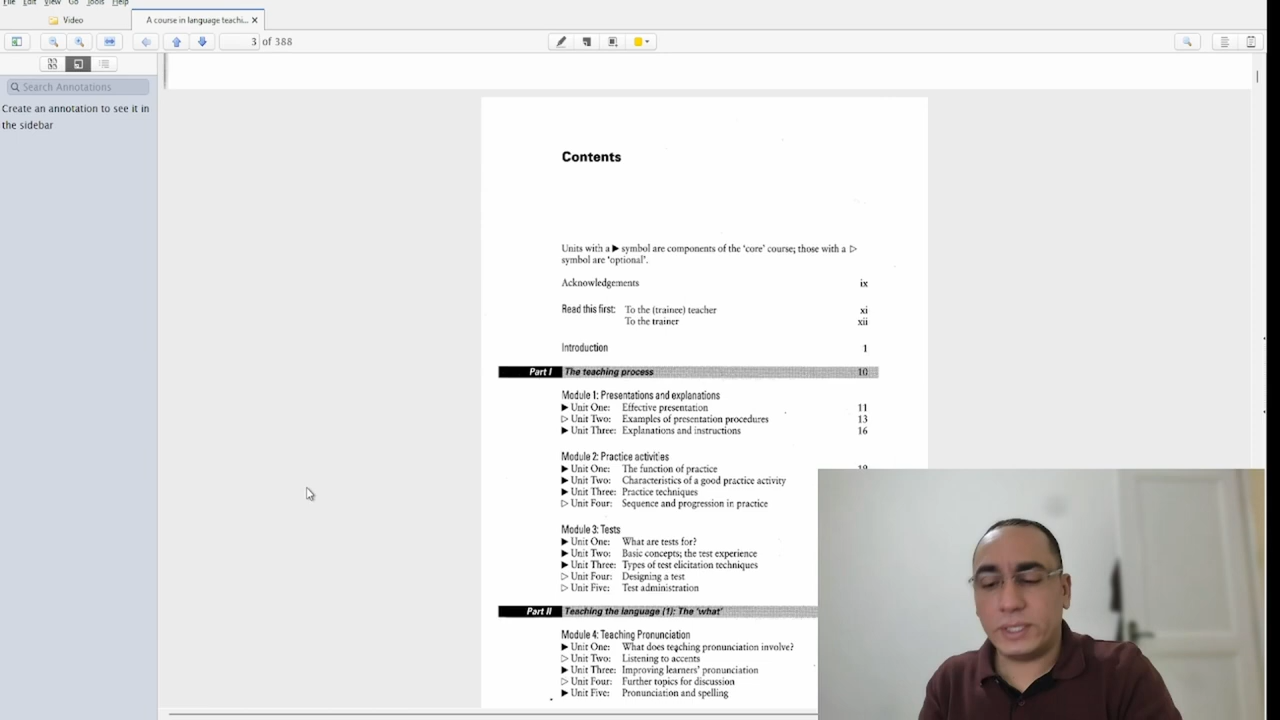 File Edit View Go Tools Help
Video
A course in language teachi... ×
3 of 388
Search Annotations
Create an annotation to see it in
the sidebar
Contents
Units with a ▶ symbol are components of the 'core' course; those with a ▷
symbol are 'optional'.
Acknowledgements ix
Read this first: To the (trainee) teacher xi
To the trainer xii
Introduction 1
Part I The teaching process 10
Module 1: Presentations and explanations
▶ Unit One: Effective presentation 11
▷ Unit Two: Examples of presentation procedures 13
▶ Unit Three: Explanations and instructions 16
Module 2: Practice activities
▶ Unit One: The function of practice
▶ Unit Two: Characteristics of a good practice activity
▶ Unit Three: Practice techniques
▷ Unit Four: Sequence and progression in practice
Module 3: Tests
▶ Unit One: What are tests for?
▶ Unit Two: Basic concepts; the test experience
▶ Unit Three: Types of test elicitation techniques
▷ Unit Four: Designing a test
▷ Unit Five: Test administration
Part II Teaching the language (1): The 'what'
Module 4: Teaching Pronunciation
▶ Unit One: What does teaching pronunciation involve?
▷ Unit Two: Listening to accents
▶ Unit Three: Improving learners' pronunciation
▷ Unit Four: Further topics for discussion
▶ Unit Five: Pronunciation and spelling